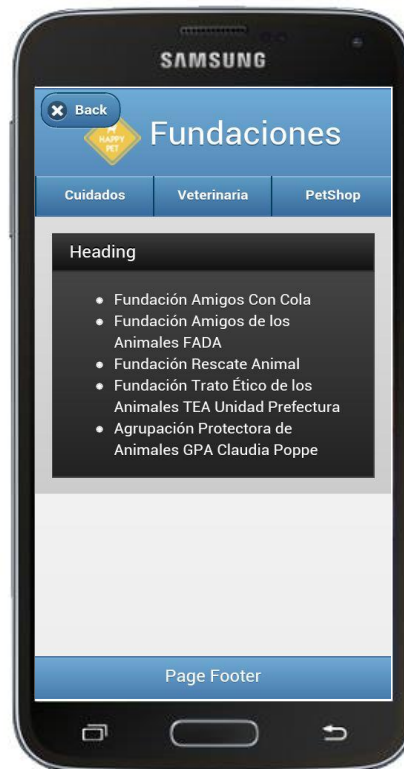 SAMSUNG
Back
HAPPY
PET
Fundaciones
Cuidados Veterinaria PetShop
Heading
Fundación Amigos Con Cola
Fundación Amigos de los
Animales FADA
Fundación Rescate Animal
Fundación Trato Ético de los
Animales TEA Unidad Prefectura
Agrupación Protectora de
Animales GPA Claudia Poppe
Page Footer